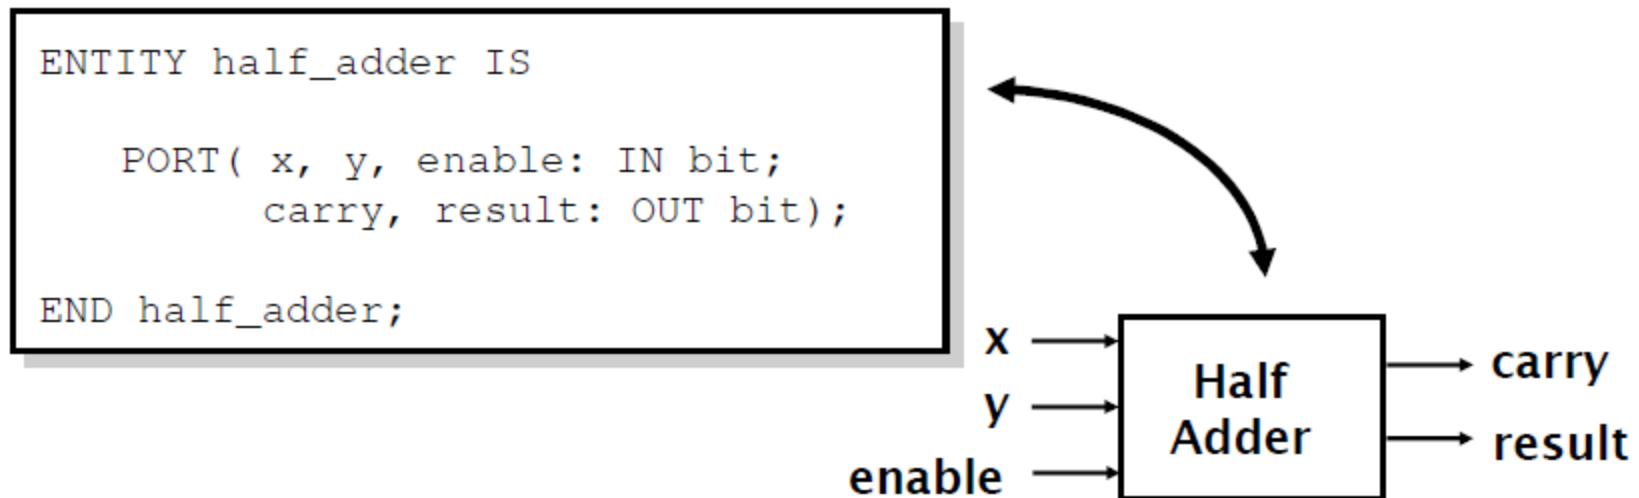 ENTITY half_adder IS
PORT( x, y, enable: IN bit;
carry, result: OUT bit);
END half_adder;
x
y
enable
Half
Adder
carry
result